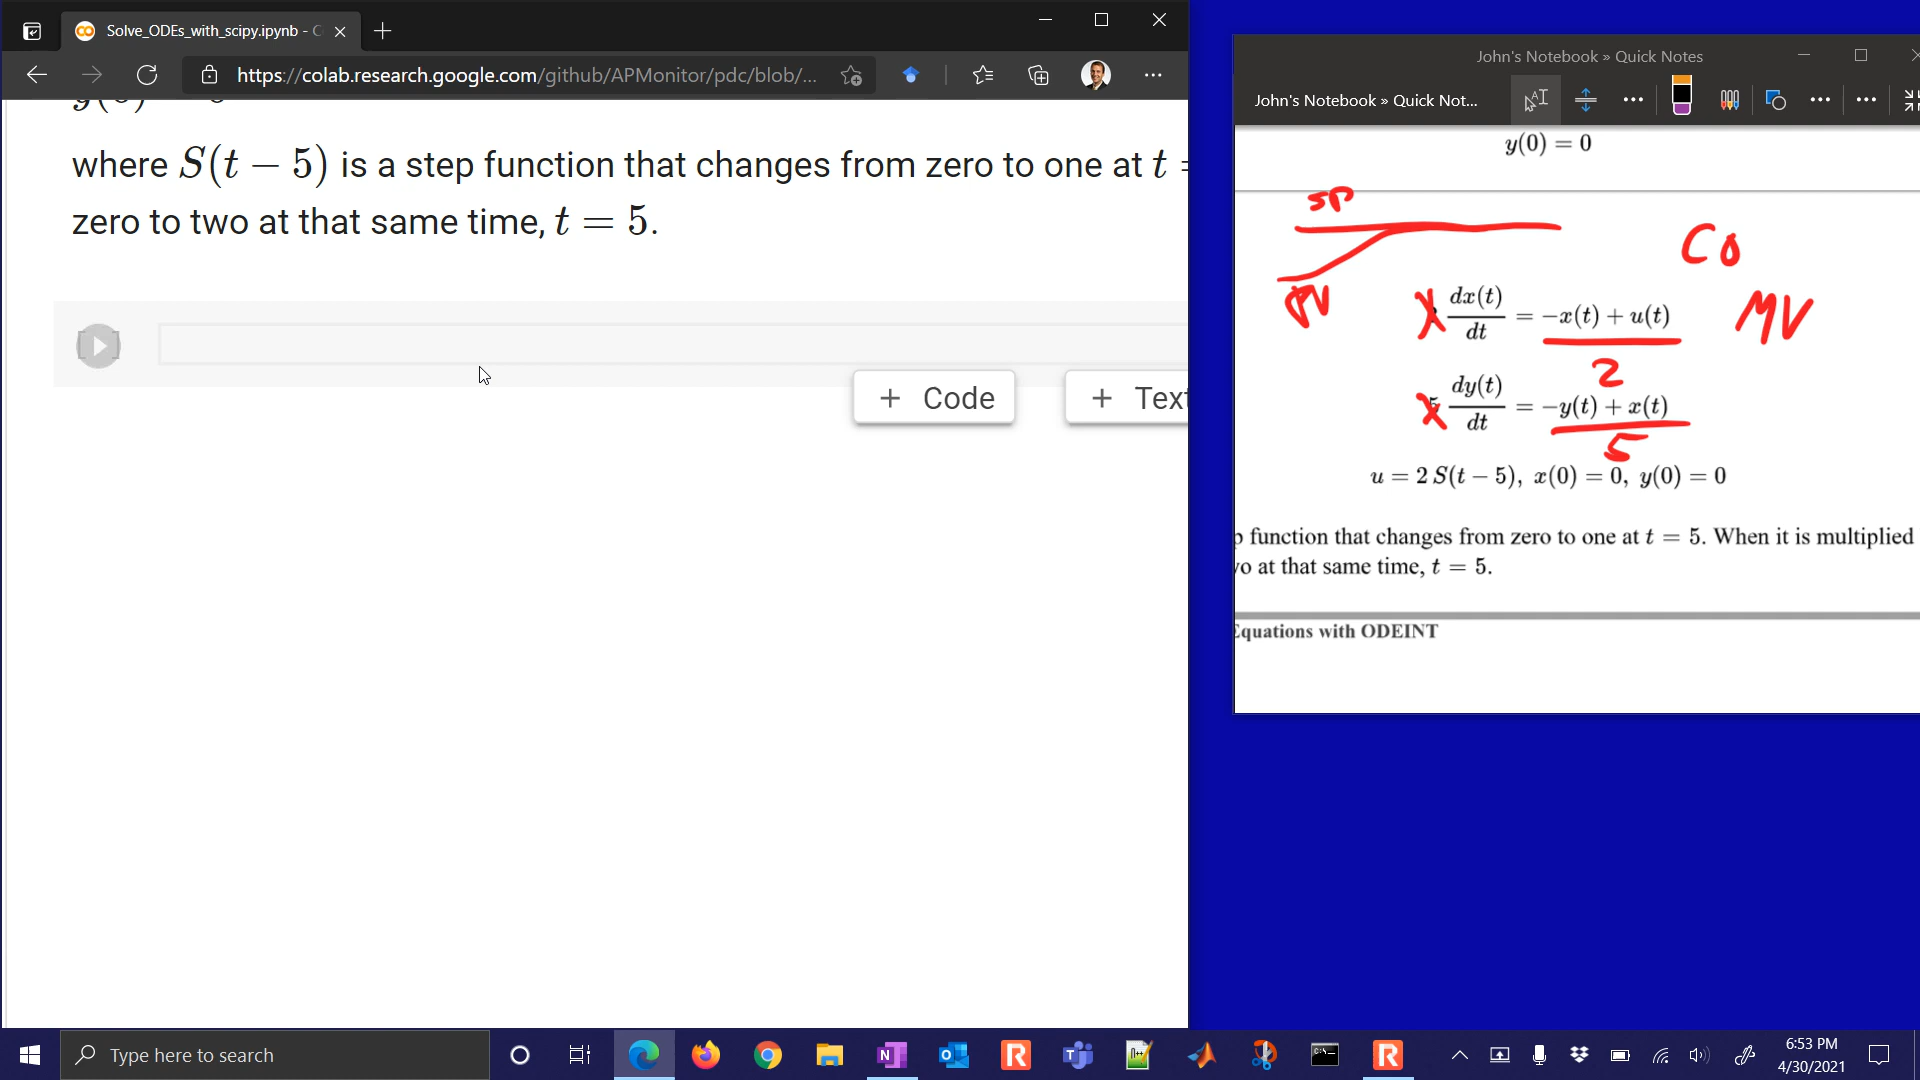 Solve_ODEs_with_scipy.ipynb - C
https://colab.research.google.com/github/APMonitor/pdc/blob/...
where S(t − 5) is a step function that changes from zero to one at t =
zero to two at that same time, t = 5.
[ ]
+ Code
+ Text
John's Notebook » Quick Notes
John's Notebook » Quick Not...
y(0) = 0
SP
PV
CO
MV
dx(t)/dt = −x(t) + u(t)
2
5 dy(t)/dt = −y(t) + x(t)
5
u = 2 S(t − 5), x(0) = 0, y(0) = 0
p function that changes from zero to one at t = 5. When it is multiplied
vo at that same time, t = 5.
Equations with ODEINT
Type here to search
6:53 PM
4/30/2021